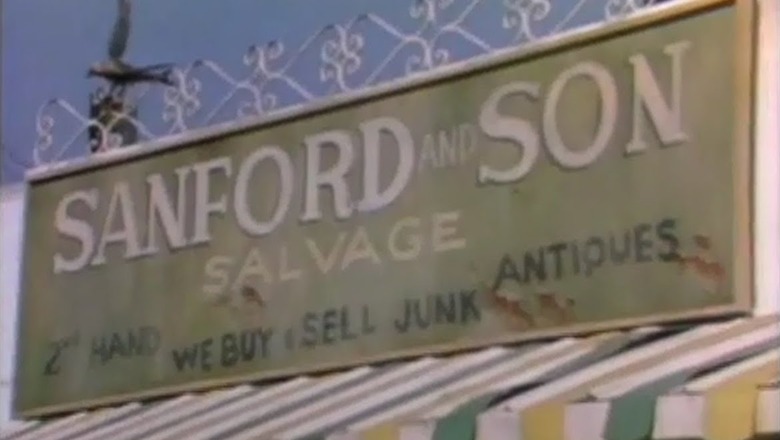 SANFORD AND SON
SALVAGE
2ND HAND WE BUY & SELL JUNK ANTIQUES